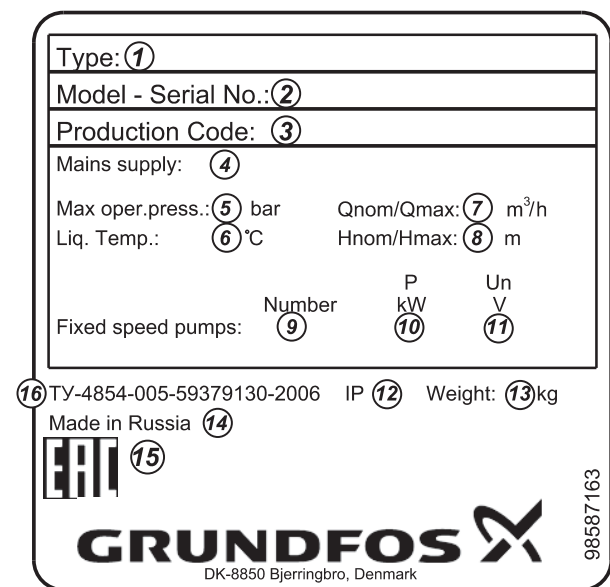 Type: 1
Model - Serial No.: 2
Production Code: 3
Mains supply: 4
Max oper.press.: 5 bar Qnom/Qmax: 7 m³/h
Liq. Temp.: 6 °C Hnom/Hmax: 8 m
P Un
Number kW V
Fixed speed pumps: 9 10 11
16 ТУ-4854-005-59379130-2006 IP 12 Weight: 13 kg
Made in Russia 14
EAC 15
98587163
GRUNDFOS X
DK-8850 Bjerringbro, Denmark